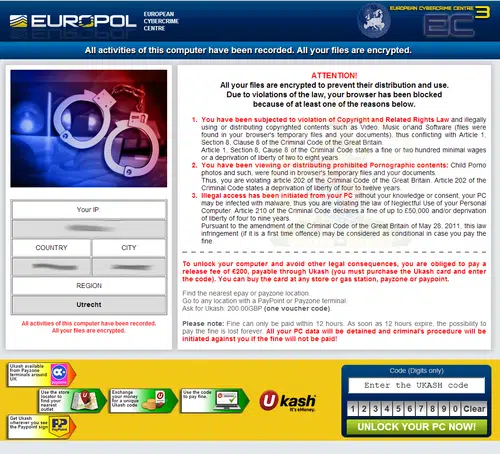 EUROPOL
EUROPEAN
CYBERCRIME
CENTRE
EUROPEAN CYBERCRIME CENTRE
EC3
All activities of this computer have been recorded. All your files are encrypted.
Your IP
COUNTRY CITY
REGION
Utrecht
All activities of this computer have been recorded.
All your files are encrypted.
ATTENTION!
All your files are encrypted to prevent their distribution and use.
Due to violations of the law, your browser has been blocked
because of at least one of the reasons below.
1. You have been subjected to violation of Copyright and Related Rights Law and illegally
using or distributing copyrighted contents such as Video, Music or\and Software (files were
found in your browser's temporary files and your documents). thus conflicting with Article 1,
Section 8, Clause 8 of the Criminal Code of the Great Britain
Article 1, Section 8, Cause 8 of the Criminal Code states a fine or two hundred minimal wages
or a deprivation of liberty of two to eight years.
2. You have been viewing or distributing prohibited Pornographic contents: Child Porno
photos and such, were found in browser's temporary files and your documents.
Thus, you are violating article 202 of the Criminal Code of the Great Britain. Article 202 of the
Criminal Code states a deprivation of liberty of four to twelve years.
3. Illegal access has been initiated from your PC without your knowledge or consent, your PC
may be infected with malware, thus you are violating the law of Neglectful Use of your Personal
Computer. Article 210 of the Criminal Code states a fine of up to £50,000 and/or deprivation
of liberty of four to nine years.
Pursuant to the amendment of the Criminal Code of the Great Britain of May 28, 2011, this law
infringement (if it is a first time offence) may be considered as conditional in case you pay
the fine
To unlock your computer and avoid other legal consequences, you are obliged to pay a
release fee of €200, payable through Ukash (you must purchase the Ukash card and enter
the code). You can buy the card at any store or gas station, payzone or paypoint.
Find the nearest epay or payzone location.
Go to any location with a PayPoint or Payzone terminal.
Ask for Ukash: 200.00GBP (one voucher code)
Please note: Fine can only be paid within 12 hours. As soon as 12 hours expire, the possibility to
pay the fine is lost forever. All your PC data will be detained and criminal's procedure will be
initiated against you if the fine will not be paid!
Ukash available
from Payzone
terminals around
UK
Use the store
locator to find
your nearest
outlet
Exchange
your money
for a unique
Ukash code
Use the code
to pay fine.
Ukash
It's eMoney.
Get Ukash
wherever you see
the Paypoint sign
Code (Digits only)
Enter the UKASH code
1 2 3 4 5 6 7 8 9 0 Clear
UNLOCK YOUR PC NOW!